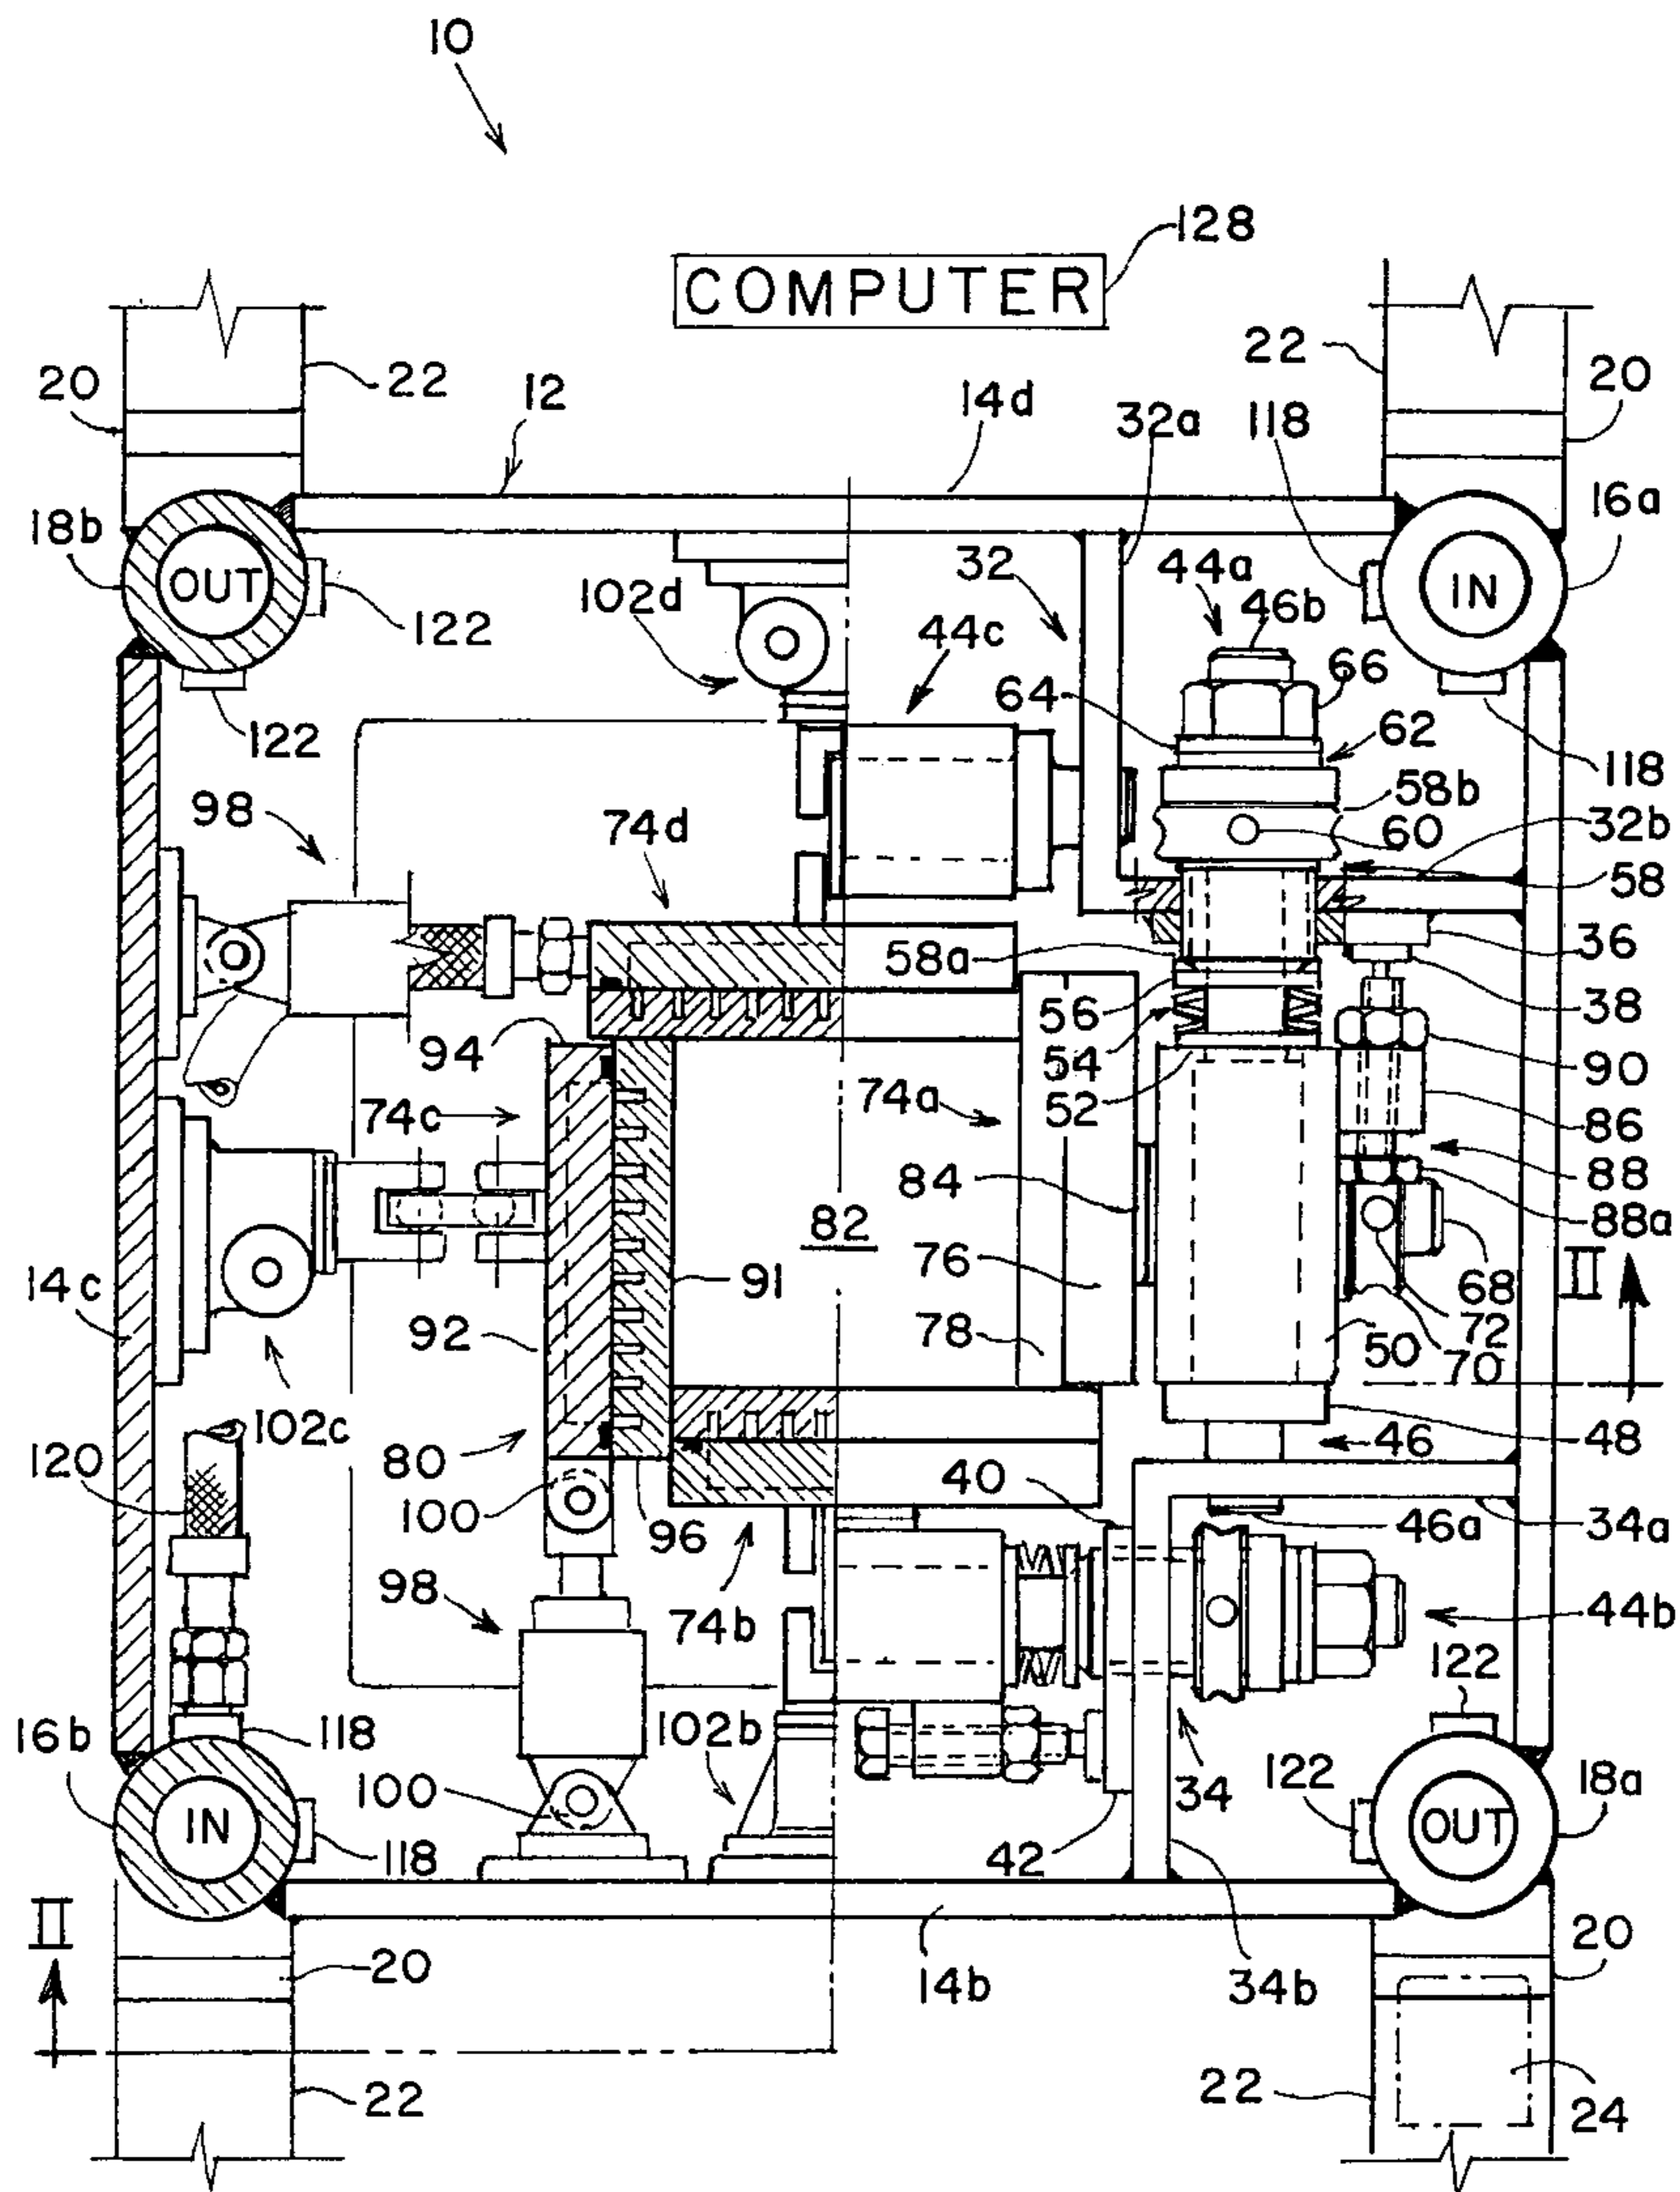 10
COMPUTER
128
20
22
12
14d
32a
118
22
20
18b
OUT
122
102d
44c
32
44a
46b
16a
IN
66
122
64
62
118
98
74d
58b
60
32b
58
58a
36
94
56
38
54
90
74c
74a
52
86
84
88
82
88a
14c
76
68
II
91
92
78
50
72
70
102c
120
80
46
48
100
40
96
46a
34a
98
74b
44b
122
16b
118
102b
IN
100
34
122
18a
OUT
118
42
II
20
14b
34b
20
22
22
24